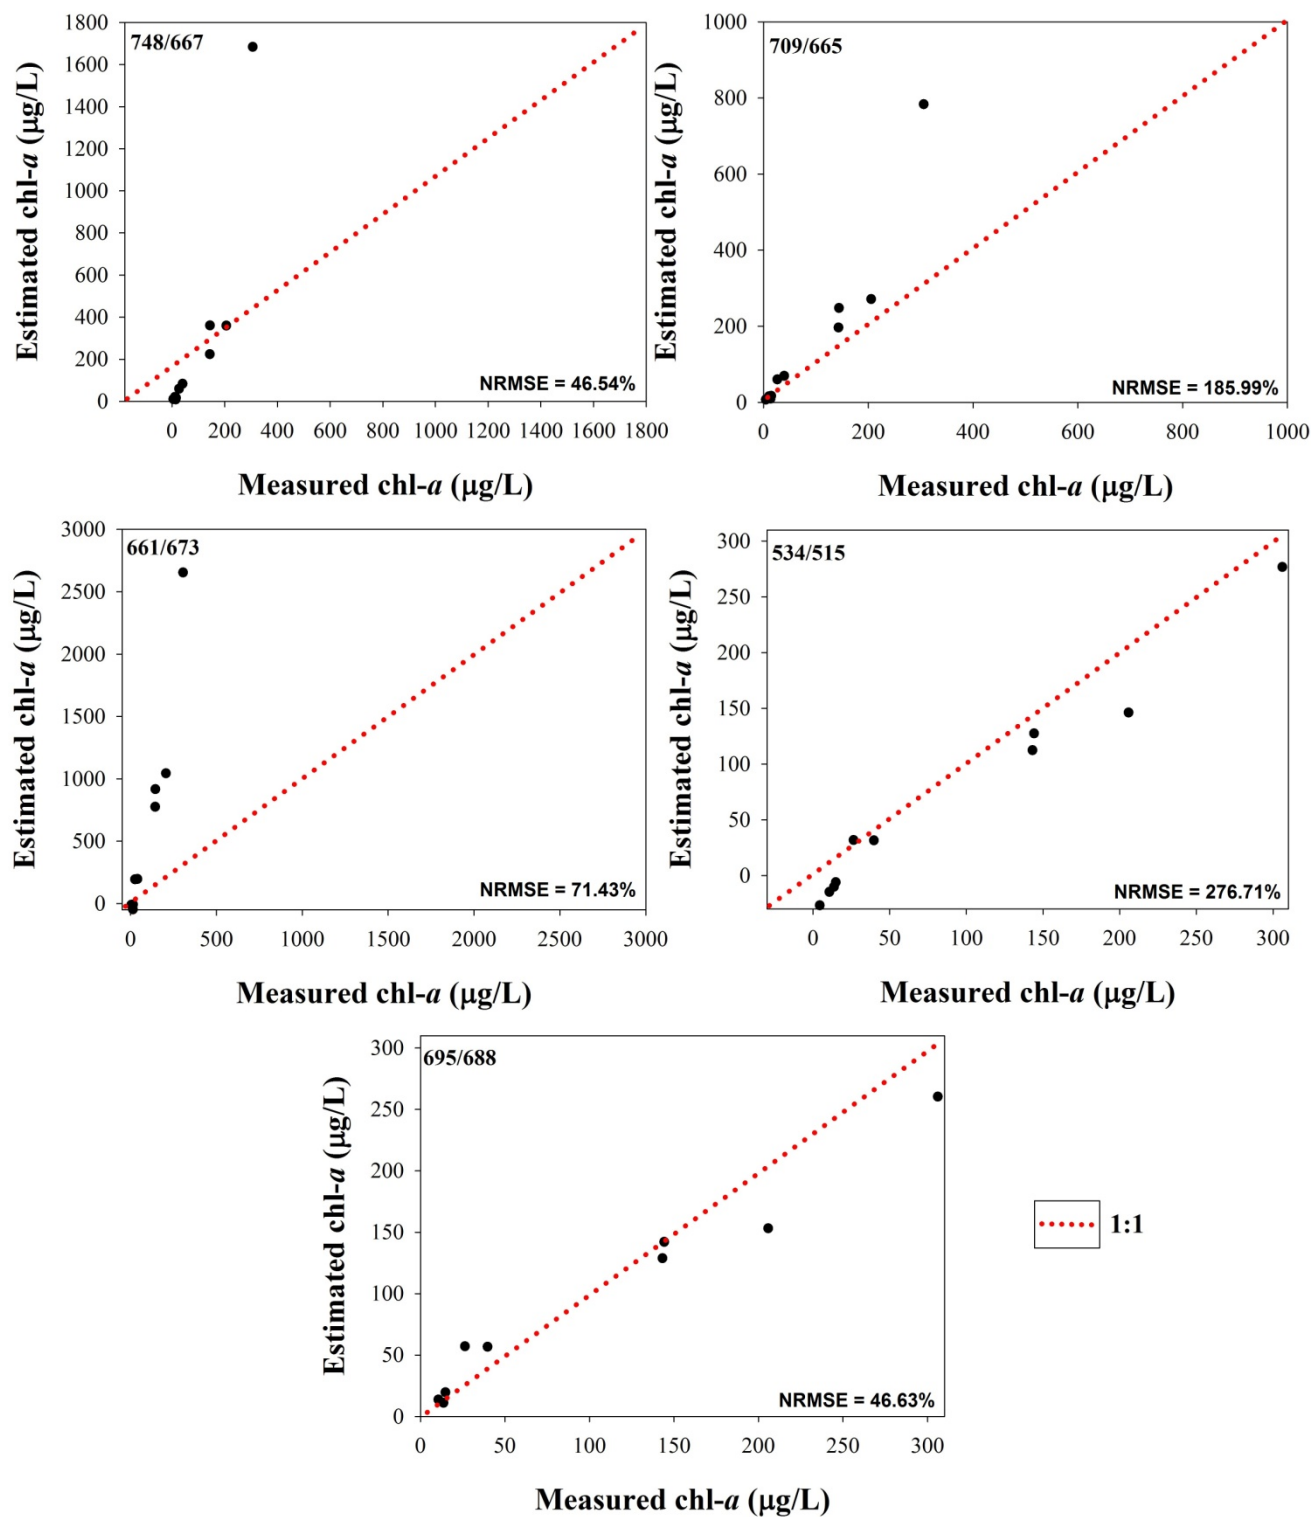 748/667
Estimated chl-a (µg/L)
1800
1600
1400
1200
1000
800
600
400
200
0
NRMSE = 46.54%
0 200 400 600 800 1000 1200 1400 1600 1800
Measured chl-a (µg/L)
709/665
Estimated chl-a (µg/L)
1000
800
600
400
200
0
NRMSE = 185.99%
0 200 400 600 800 1000
Measured chl-a (µg/L)
661/673
Estimated chl-a (µg/L)
3000
2500
2000
1500
1000
500
0
NRMSE = 71.43%
0 500 1000 1500 2000 2500 3000
Measured chl-a (µg/L)
534/515
Estimated chl-a (µg/L)
300
250
200
150
100
50
0
NRMSE = 276.71%
0 50 100 150 200 250 300
Measured chl-a (µg/L)
695/688
Estimated chl-a (µg/L)
300
250
200
150
100
50
0
NRMSE = 46.63%
0 50 100 150 200 250 300
Measured chl-a (µg/L)
1:1